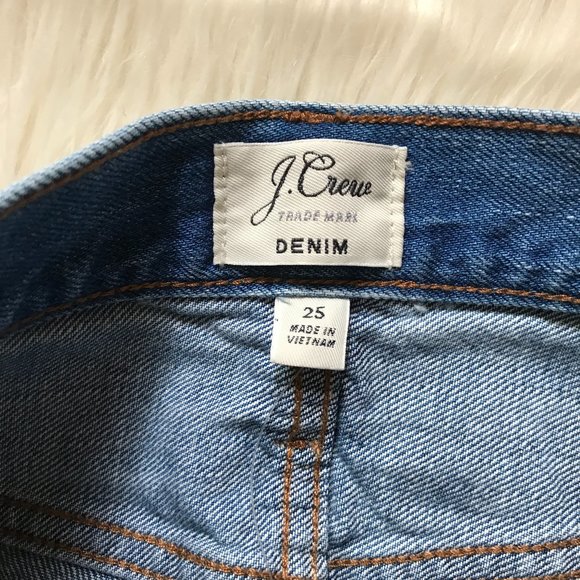 J.Crew
TRADE MARK
DENIM
25
MADE IN
VIETNAM